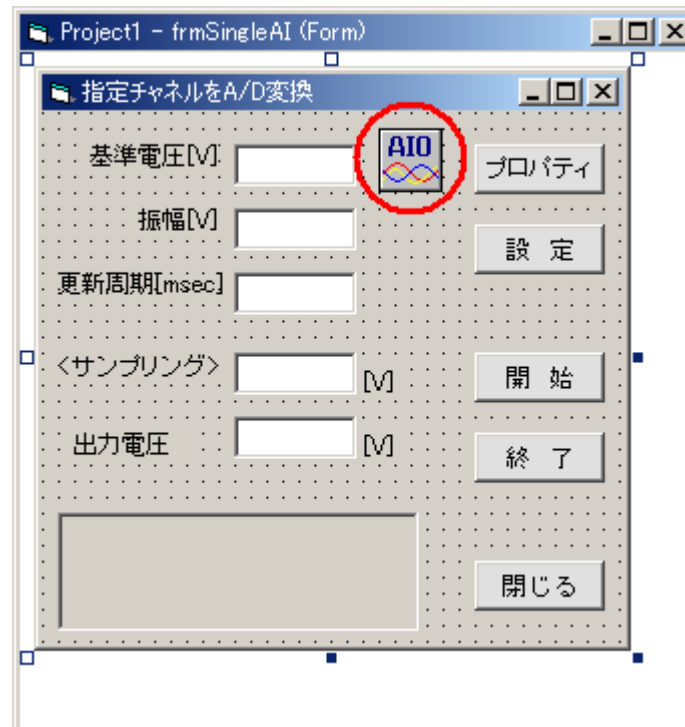 Project1 - frmSingleAI (Form)
指定チャネルをA/D変換
基準電圧[V]
AIO
プロパティ
振幅[V]
設 定
更新周期[msec]
<サンプリング>
[V]
開 始
出力電圧
[V]
終 了
閉じる